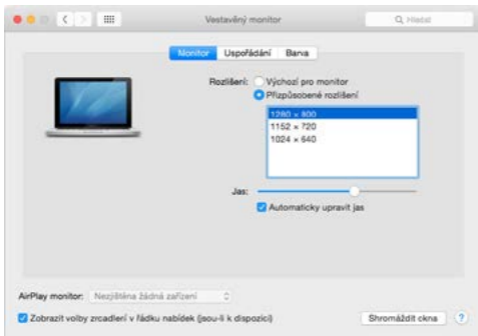 Vestavěný monitor
Hledat
Monitor Uspořádání Barva
Rozlišení: Výchozí pro monitor
Přizpůsobené rozlišení
1280 × 800
1152 × 720
1024 × 640
Jas:
Automaticky upravit jas
AirPlay monitor: Nezjištěna žádná zařízení
Zobrazit volby zrcadlení v řádku nabídek (jsou-li k dispozici) Shromáždit okna ?